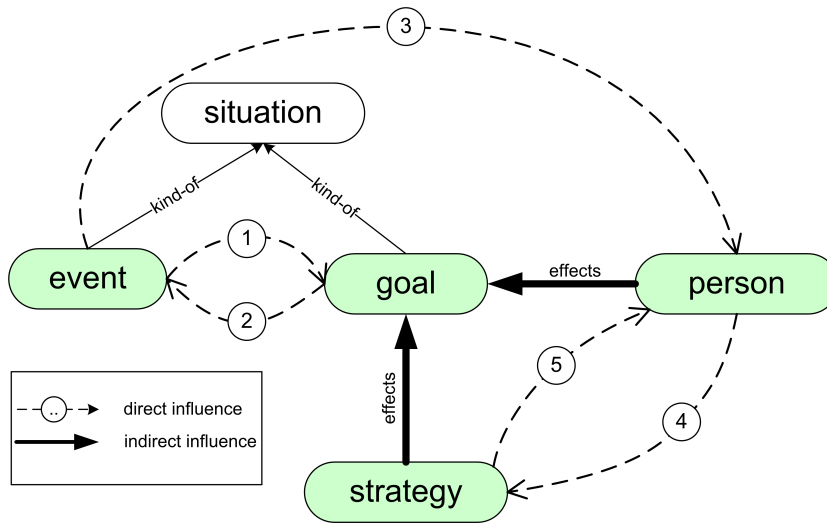 3
situation
kind-of
kind-of
1
event
goal
effects
person
2
5
effects
4
.. direct influence
indirect influence
strategy